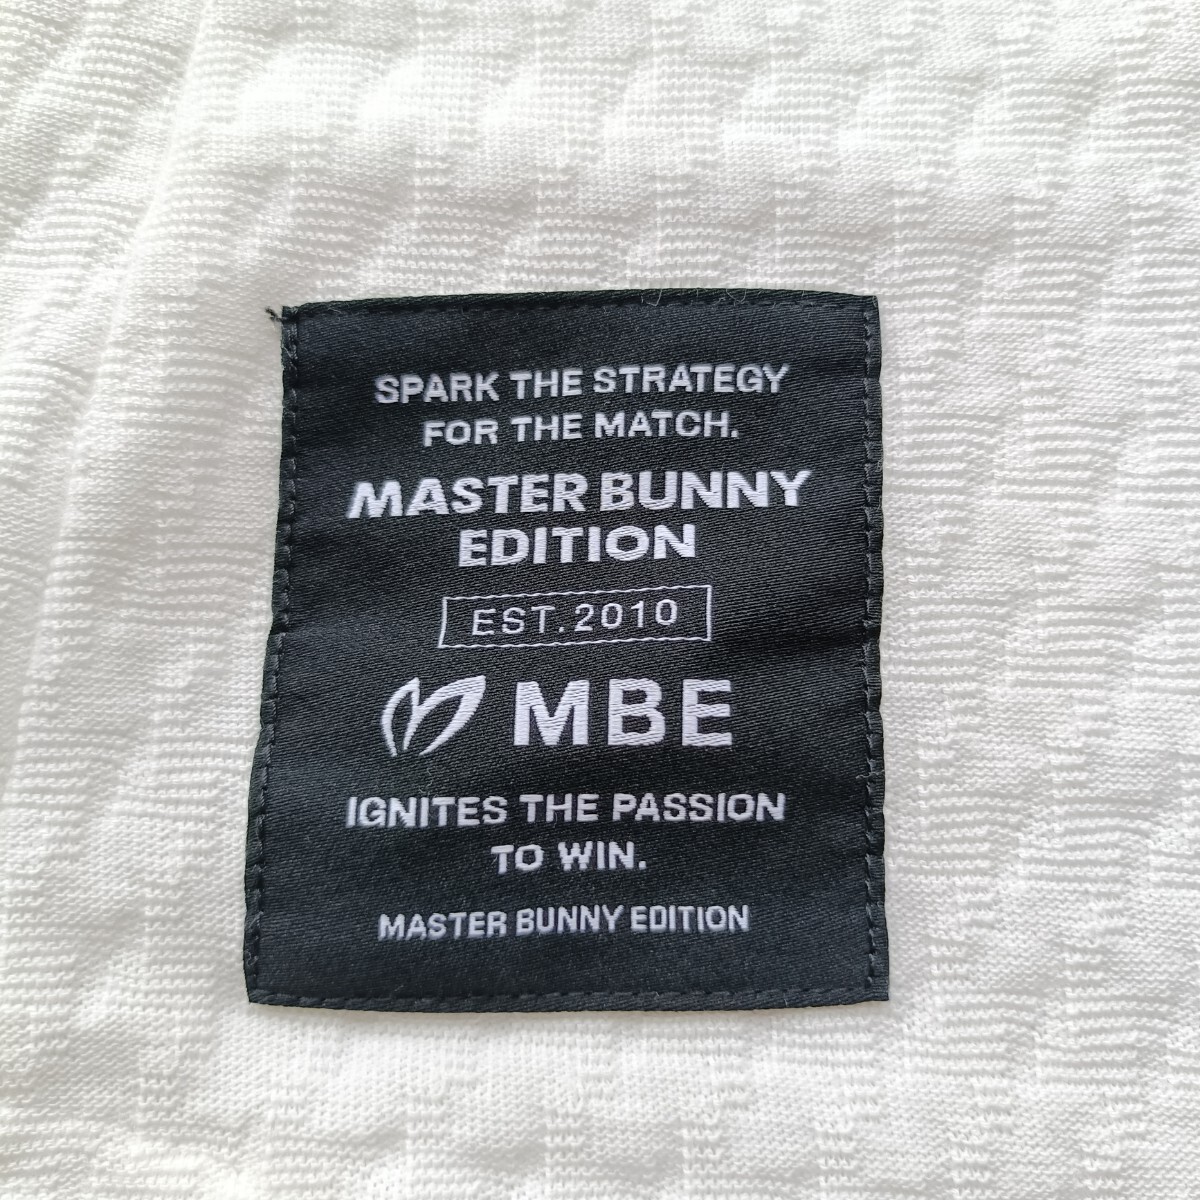 SPARK THE STRATEGY
FOR THE MATCH.
MASTER BUNNY
EDITION
EST.2010
MBE
IGNITES THE PASSION
TO WIN.
MASTER BUNNY EDITION